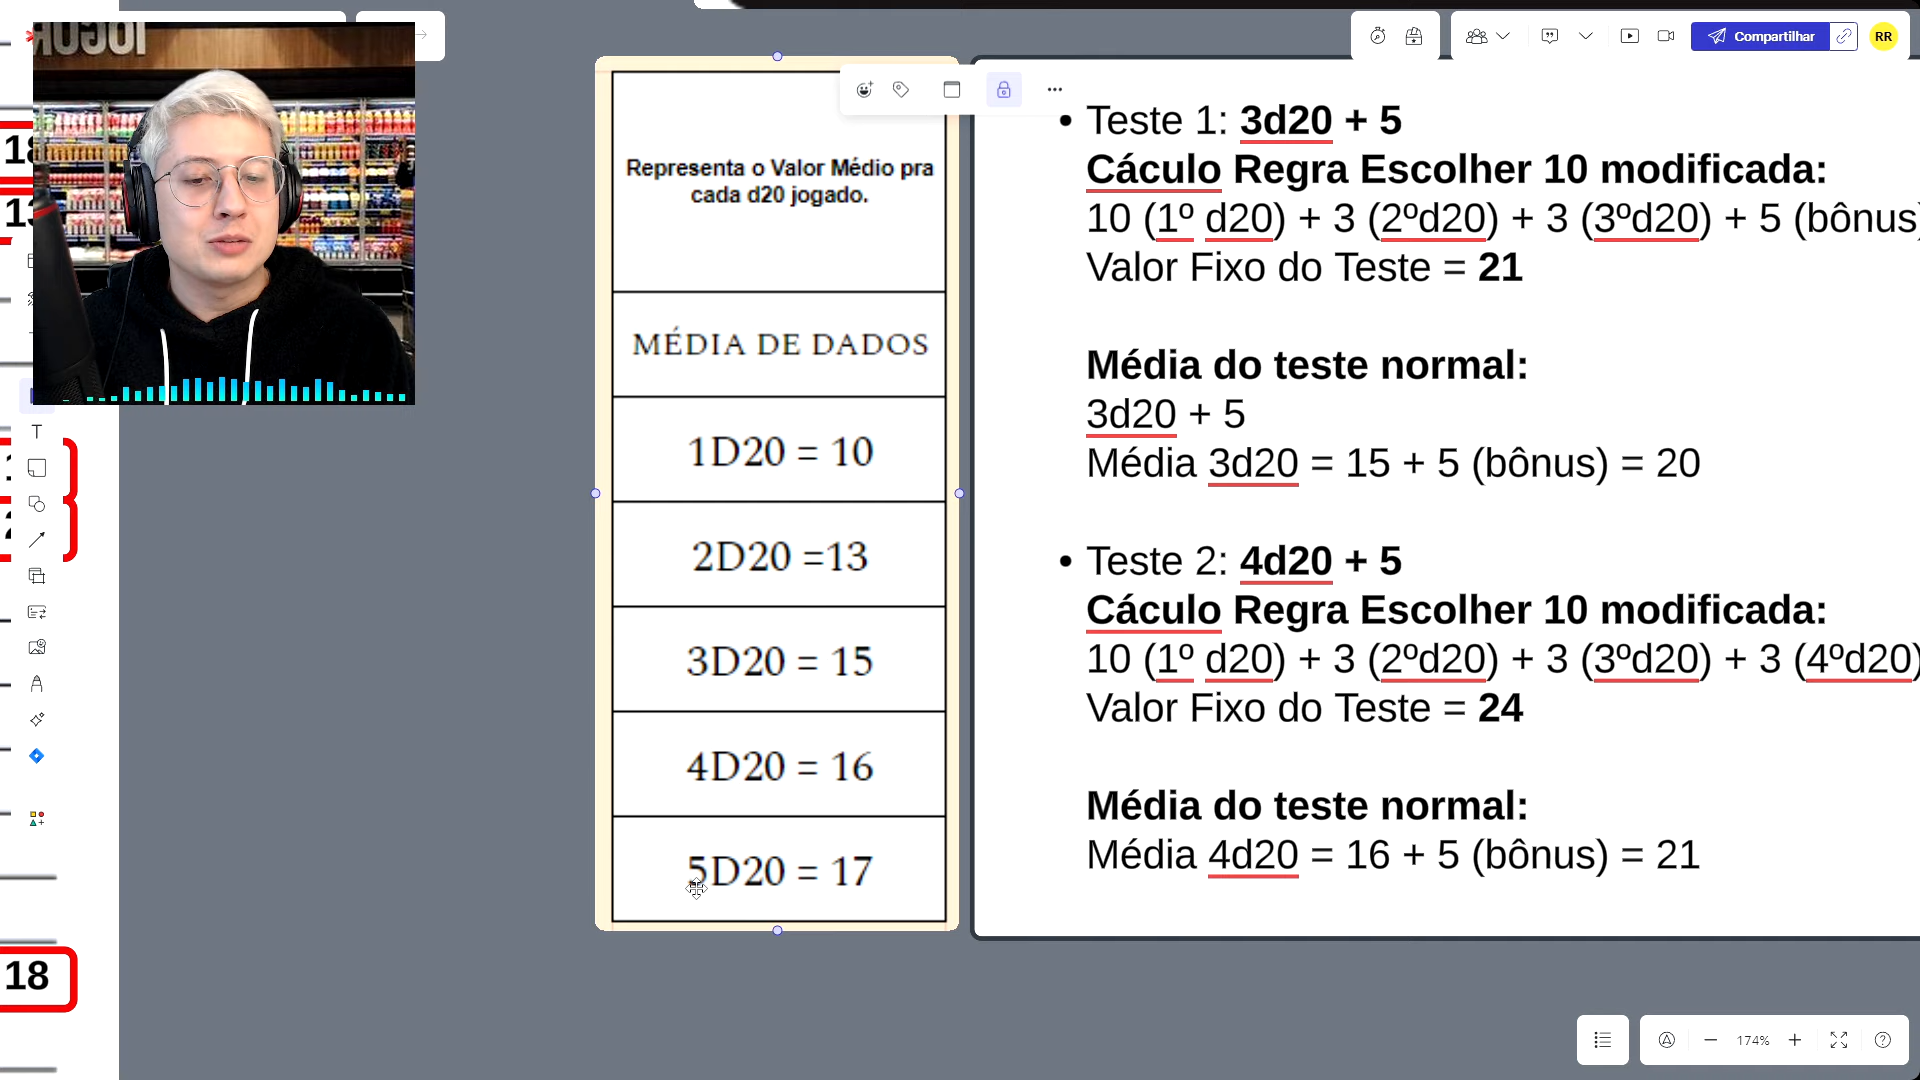 IOGUR
Compartilhar
RR
18
13
18
Representa o Valor Médio pra
cada d20 jogado.
MÉDIA DE DADOS
1D20 = 10
2D20 =13
3D20 = 15
4D20 = 16
5D20 = 17
• Teste 1: 3d20 + 5
Cáculo Regra Escolher 10 modificada:
10 (1º d20) + 3 (2ºd20) + 3 (3ºd20) + 5 (bônus)
Valor Fixo do Teste = 21
Média do teste normal:
3d20 + 5
Média 3d20 = 15 + 5 (bônus) = 20
• Teste 2: 4d20 + 5
Cáculo Regra Escolher 10 modificada:
10 (1º d20) + 3 (2ºd20) + 3 (3ºd20) + 3 (4ºd20)
Valor Fixo do Teste = 24
Média do teste normal:
Média 4d20 = 16 + 5 (bônus) = 21
174%